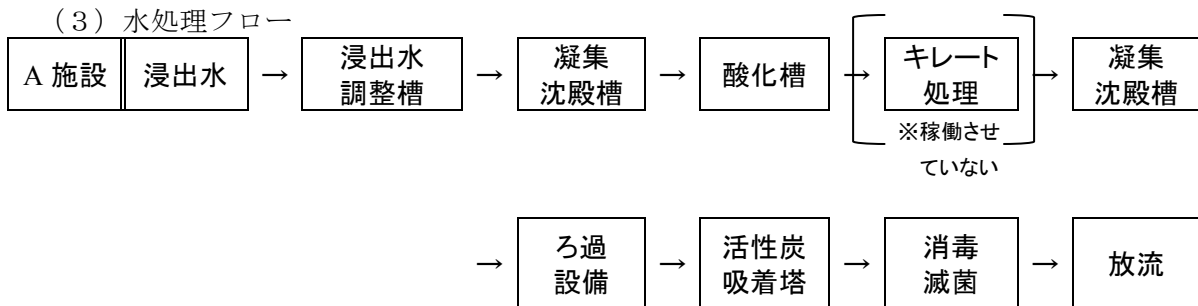 （3）水処理フロー
A 施設 浸出水 → 浸出水調整槽 → 凝集沈殿槽 → 酸化槽 → キレート処理 → 凝集沈殿槽
※稼働させ
ていない
→ ろ過設備 → 活性炭吸着塔 → 消毒滅菌 → 放流